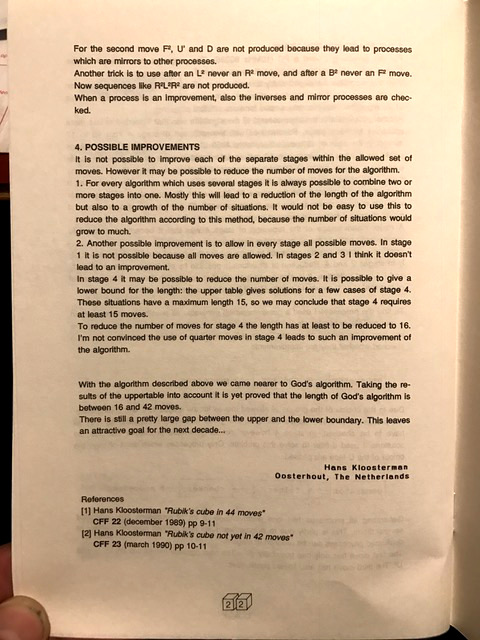 For the second move F², U' and D are not produced because they lead to processes
which are mirrors to other processes.
Another trick is to use after an L² never an R² move, and after a B² never an F² move.
Now sequences like R²L²R² are not produced.
When a process is an improvement, also the inverses and mirror processes are chec-
ked.
4. POSSIBLE IMPROVEMENTS
It is not possible to improve each of the separate stages within the allowed set of
moves. However it may be possible to reduce the number of moves for the algorithm.
1. For every algorithm which uses several stages it is always possible to combine two or
more stages into one. Mostly this will lead to a reduction of the length of the algorithm
but also to a growth of the number of situations. It would not be easy to use this to
reduce the algorithm according to this method, because the number of situations would
grow to much.
2. Another possible improvement is to allow in every stage all possible moves. In stage
1 it is not possible because all moves are allowed. In stages 2 and 3 I think it doesn't
lead to an improvement.
In stage 4 it may be possible to reduce the number of moves. It is possible to give a
lower bound for the length: the upper table gives solutions for a few cases of stage 4.
These situations have a maximum length 15, so we may conclude that stage 4 requires
at least 15 moves.
To reduce the number of moves for stage 4 the length has at least to be reduced to 16.
I'm not convinced the use of quarter moves in stage 4 leads to such an improvement of
the algorithm.
With the algorithm described above we came nearer to God's algorithm. Taking the re-
sults of the uppertable into account it is yet proved that the length of God's algorithm is
between 16 and 42 moves.
There is still a pretty large gap between the upper and the lower boundary. This leaves
an attractive goal for the next decade...
Hans Kloosterman
Oosterhout, The Netherlands
References
[1] Hans Kloosterman "Rubik's cube in 44 moves"
CFF 22 (december 1989) pp 9-11
[2] Hans Kloosterman "Rubik's cube not yet in 42 moves"
CFF 23 (march 1990) pp 10-11
22